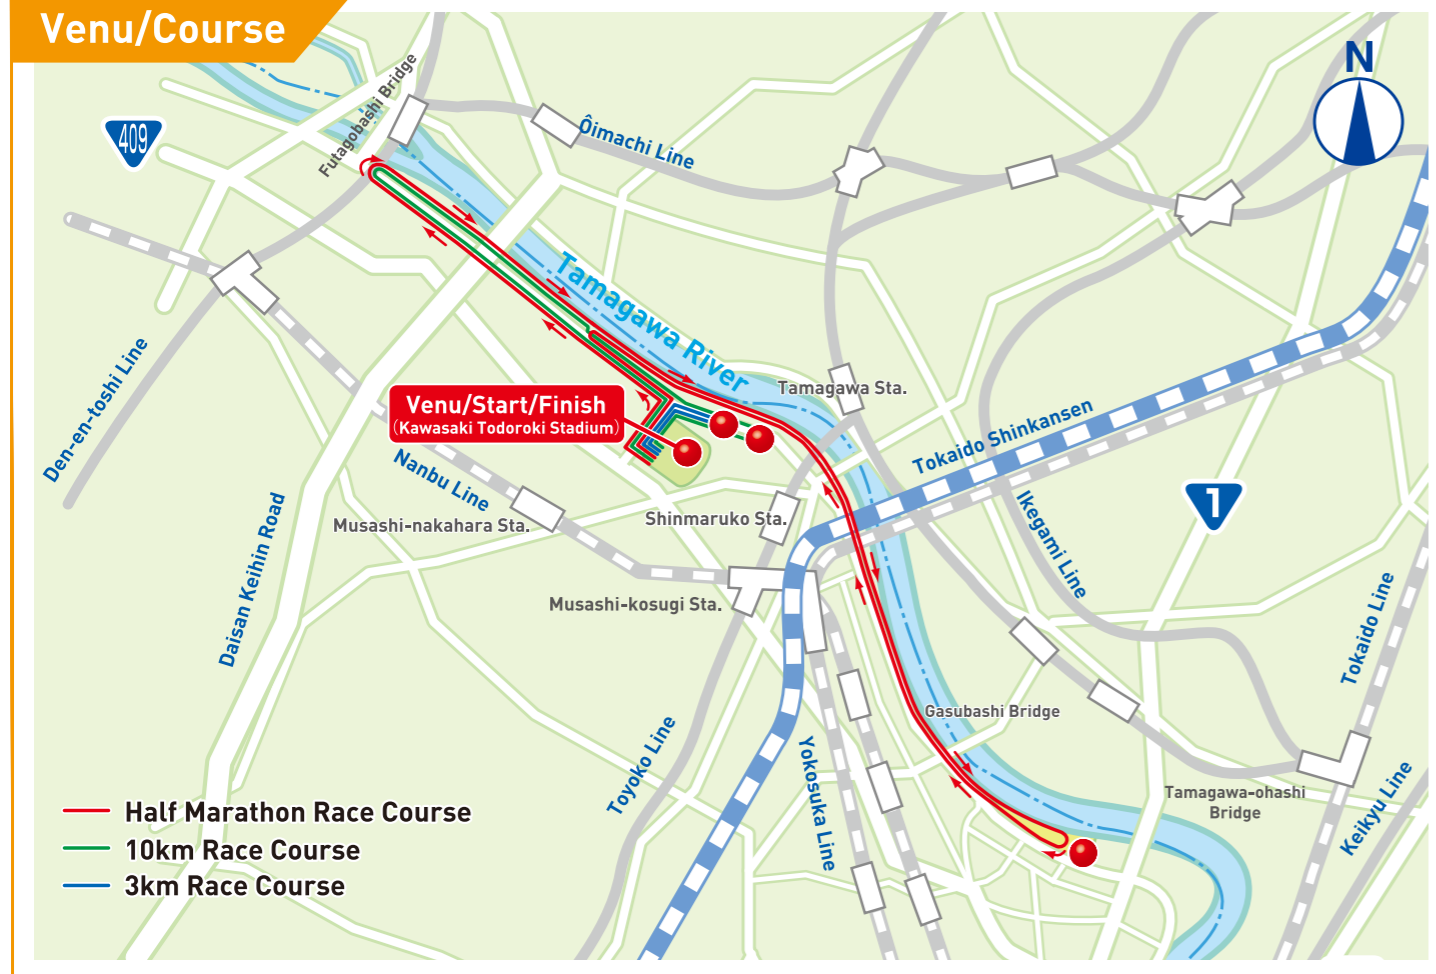 Venu/Course
N
409
Futagobashi Bridge
Ôimachi Line
Tamagawa River
Tamagawa Sta.
Den-en-toshi Line
Venu/Start/Finish
(Kawasaki Todoroki Stadium)
Tokaido Shinkansen
Nanbu Line
1
Musashi-nakahara Sta.
Shinmaruko Sta.
Ikegami Line
Daisan Keihin Road
Musashi-kosugi Sta.
Tokaido Line
Gasubashi Bridge
Toyoko Line
Yokosuka Line
Tamagawa-ohashi
Bridge
Keikyu Line
Half Marathon Race Course
10km Race Course
3km Race Course